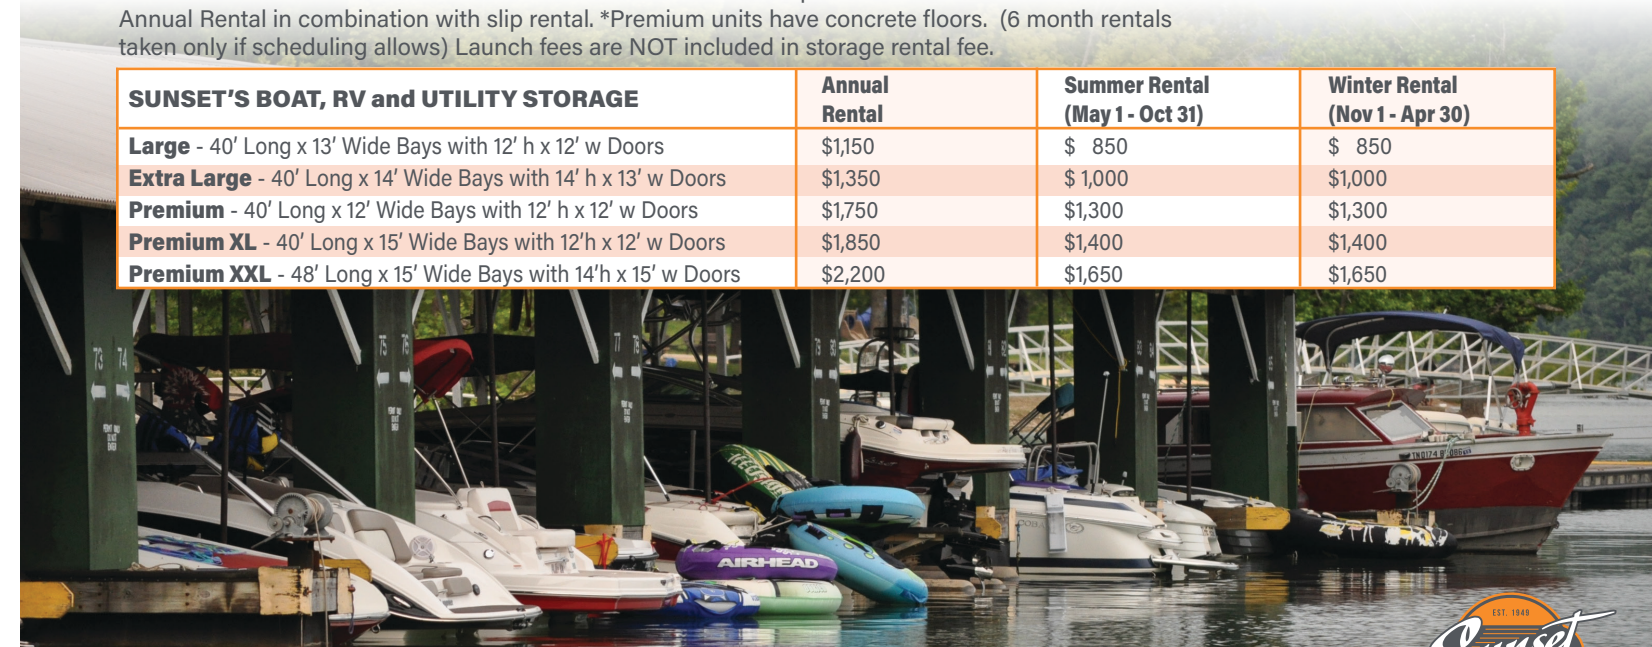 Annual Rental in combination with slip rental. *Premium units have concrete floors. (6 month rentals
taken only if scheduling allows) Launch fees are NOT included in storage rental fee.
SUNSET'S BOAT, RV and UTILITY STORAGE Annual Rental Summer Rental (May 1 - Oct 31) Winter Rental (Nov 1 - Apr 30)
Large - 40' Long x 13' Wide Bays with 12' h x 12' w Doors $1,150 $ 850 $ 850
Extra Large - 40' Long x 14' Wide Bays with 14' h x 13' w Doors $1,350 $ 1,000 $1,000
Premium - 40' Long x 12' Wide Bays with 12' h x 12' w Doors $1,750 $1,300 $1,300
Premium XL - 40' Long x 15' Wide Bays with 12'h x 12' w Doors $1,850 $1,400 $1,400
Premium XXL - 48' Long x 15' Wide Bays with 14'h x 15' w Doors $2,200 $1,650 $1,650
73 74
75 76
77 76
AIRHEAD
EST. 1949
Sunset